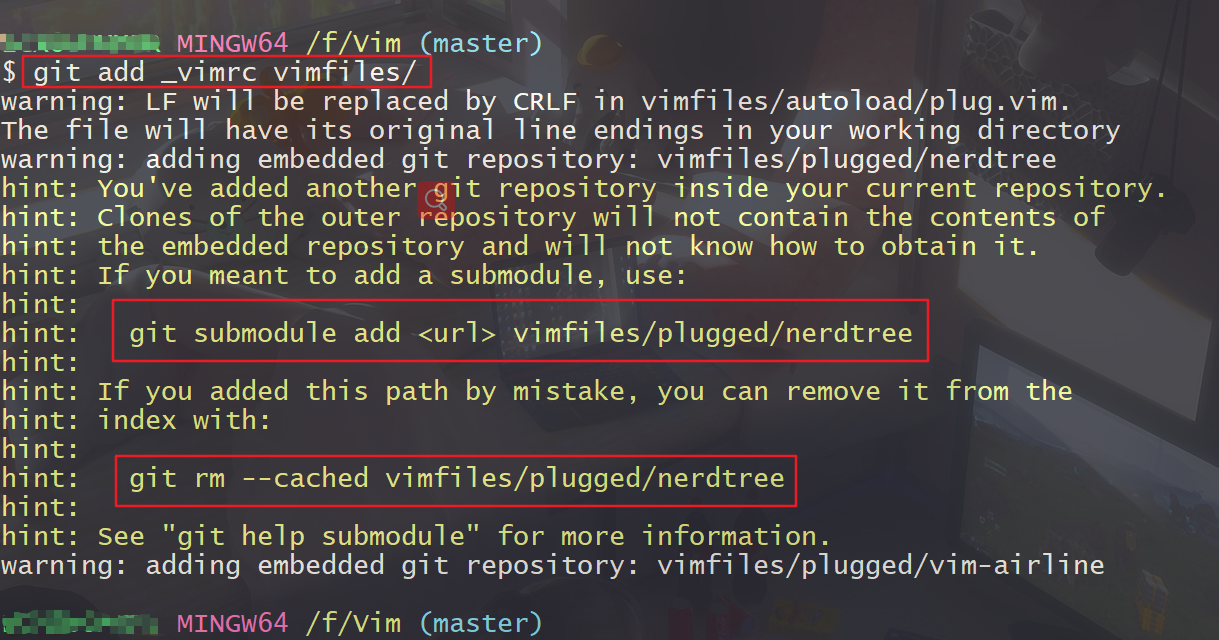 MINGW64 /f/Vim (master)
$ git add _vimrc vimfiles/
warning: LF will be replaced by CRLF in vimfiles/autoload/plug.vim.
The file will have its original line endings in your working directory
warning: adding embedded git repository: vimfiles/plugged/nerdtree
hint: You've added another git repository inside your current repository.
hint: Clones of the outer repository will not contain the contents of
hint: the embedded repository and will not know how to obtain it.
hint: If you meant to add a submodule, use:
hint:
hint: git submodule add <url> vimfiles/plugged/nerdtree
hint:
hint: If you added this path by mistake, you can remove it from the
hint: index with:
hint:
hint: git rm --cached vimfiles/plugged/nerdtree
hint:
hint: See "git help submodule" for more information.
warning: adding embedded git repository: vimfiles/plugged/vim-airline
MINGW64 /f/Vim (master)